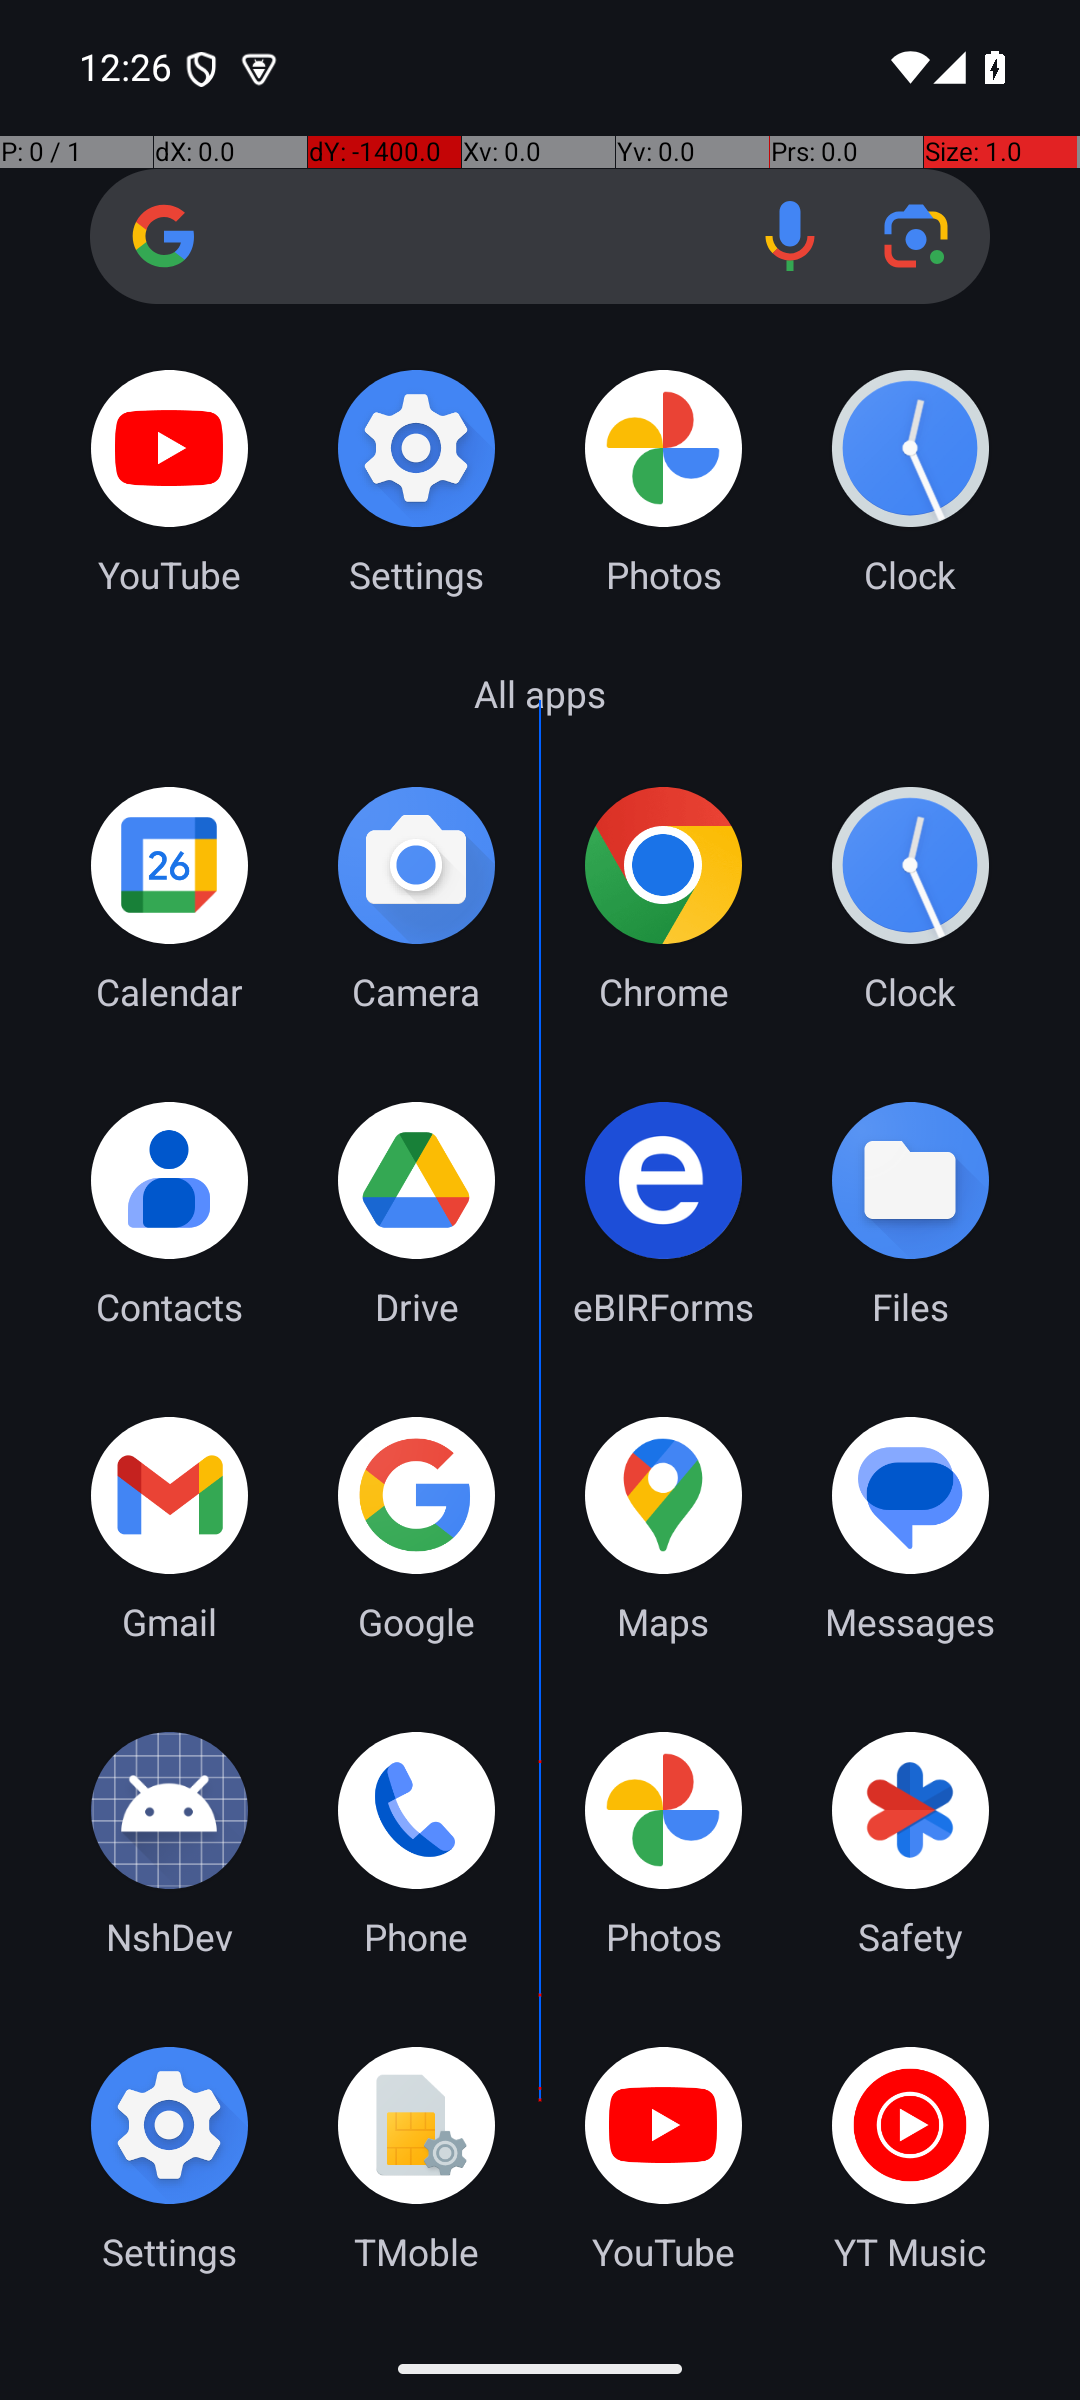 12:26
P: 0 / 1 dX: 0.0 dY: -1400.0 Xv: 0.0 Yv: 0.0 Prs: 0.0 Size: 1.0
YouTube Settings Photos Clock
All apps
26
Calendar Camera Chrome Clock
Contacts Drive eBIRForms Files
Gmail Google Maps Messages
NshDev Phone Photos Safety
Settings TMoble YouTube YT Music